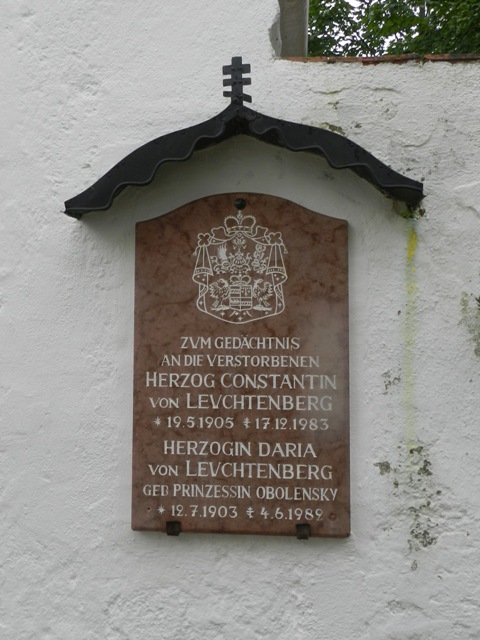 ZVM GEDÄCHTNIS
AN DIE VERSTORBENEN
HERZOG CONSTANTIN
VON LEVCHTENBERG
* 19.5.1905 ☦ 17.12.1983
HERZOGIN DARIA
VON LEVCHTENBERG
GEB PRINZESSIN OBOLENSKY
* 12.7.1903 ☦ 4.6.1982